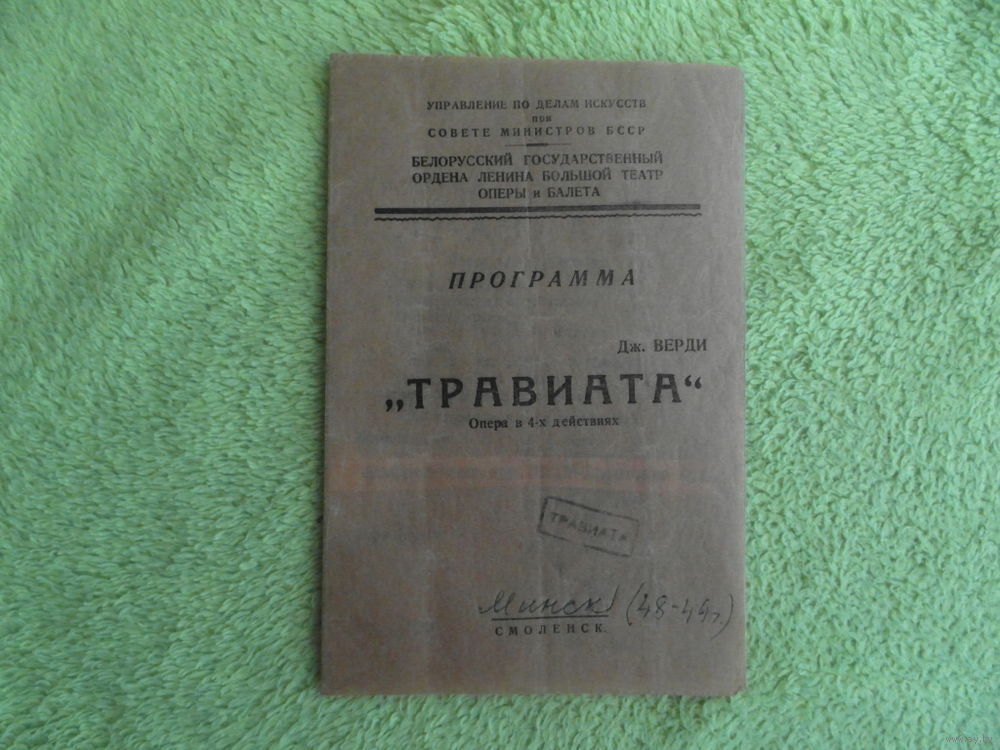 УПРАВЛЕНИЕ ПО ДЕЛАМ ИСКУССТВ
при
СОВЕТЕ МИНИСТРОВ БССР
БЕЛОРУССКИЙ ГОСУДАРСТВЕННЫЙ
ОРДЕНА ЛЕНИНА БОЛЬШОЙ ТЕАТР
ОПЕРЫ и БАЛЕТА
ПРОГРАММА
Дж. ВЕРДИ
„ТРАВИАТА“
Опера в 4-х действиях
ТРАВИАТА
Минск (48-49г.)
СМОЛЕНСК.